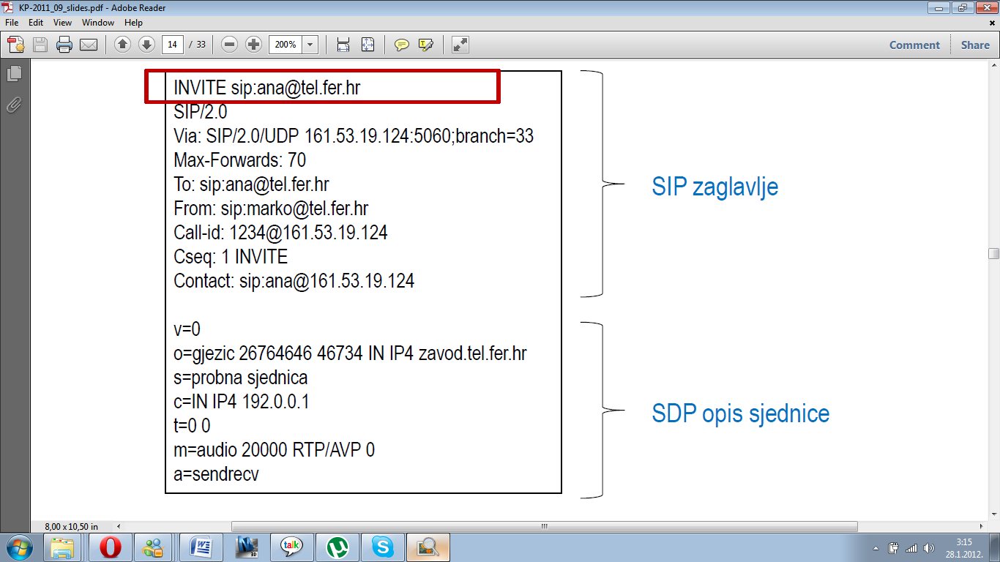 KP-2011_09_slides.pdf - Adobe Reader
File Edit View Window Help
14 / 33 200% Comment Share
INVITE sip:ana@tel.fer.hr
SIP/2.0
Via: SIP/2.0/UDP 161.53.19.124:5060;branch=33
Max-Forwards: 70
To: sip:ana@tel.fer.hr
From: sip:marko@tel.fer.hr
Call-id: 1234@161.53.19.124
Cseq: 1 INVITE
Contact: sip:ana@161.53.19.124
SIP zaglavlje
v=0
o=gjezic 26764646 46734 IN IP4 zavod.tel.fer.hr
s=probna sjednica
c=IN IP4 192.0.0.1
t=0 0
m=audio 20000 RTP/AVP 0
a=sendrecv
SDP opis sjednice
8,00 x 10,50 in
talk
3D
3:15
28.1.2012.